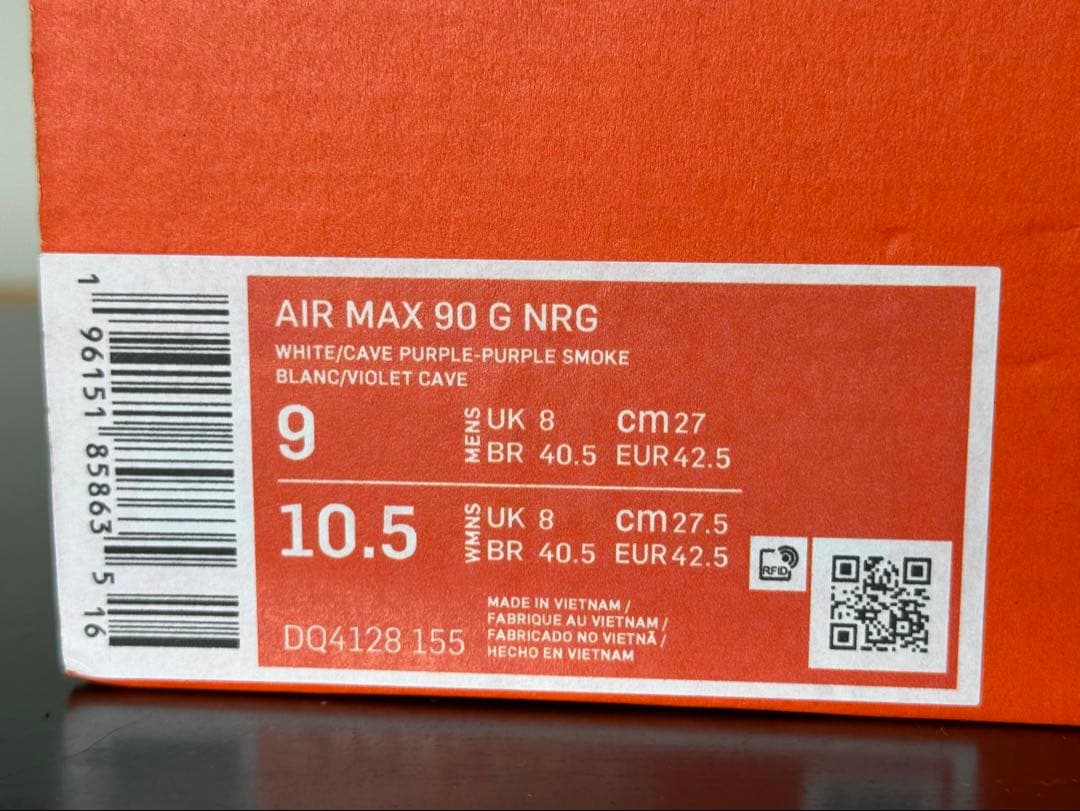 1 96151 85863 5 16
AIR MAX 90 G NRG
WHITE/CAVE PURPLE-PURPLE SMOKE
BLANC/VIOLET CAVE
9
MENS
UK 8 cm 27
BR 40.5 EUR 42.5
10.5
WMNS
UK 8 cm 27.5
BR 40.5 EUR 42.5
RFID
DQ4128 155
MADE IN VIETNAM /
FABRIQUE AU VIETNAM /
FABRICADO NO VIETNÃ /
HECHO EN VIETNAM